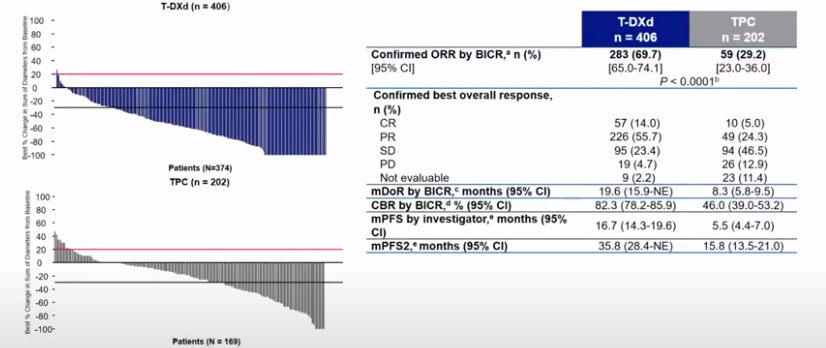 T-DXd (n = 406)
Best % Change in Sum of Diameters from Baseline
100
80
60
40
20
0
-20
-40
-60
-80
-100
Patients (N=374)
TPC (n = 202)
Best % Change in Sum of Diameters from Baseline
100
80
60
40
20
0
-20
-40
-60
-80
-100
Patients (N = 169)
T-DXd TPC
n = 406 n = 202
Confirmed ORR by BICR,ª n (%) 283 (69.7) 59 (29.2)
[95% CI] [65.0-74.1] [23.0-36.0]
P < 0.0001ᵇ
Confirmed best overall response,
n (%)
CR 57 (14.0) 10 (5.0)
PR 226 (55.7) 49 (24.3)
SD 95 (23.4) 94 (46.5)
PD 19 (4.7) 26 (12.9)
Not evaluable 9 (2.2) 23 (11.4)
mDoR by BICR,ᶜ months (95% CI) 19.6 (15.9-NE) 8.3 (5.8-9.5)
CBR by BICR,ᵈ % (95% CI) 82.3 (78.2-85.9) 46.0 (39.0-53.2)
mPFS by investigator,ᵉ months (95%
CI) 16.7 (14.3-19.6) 5.5 (4.4-7.0)
mPFS2,ᵉ months (95% CI) 35.8 (28.4-NE) 15.8 (13.5-21.0)